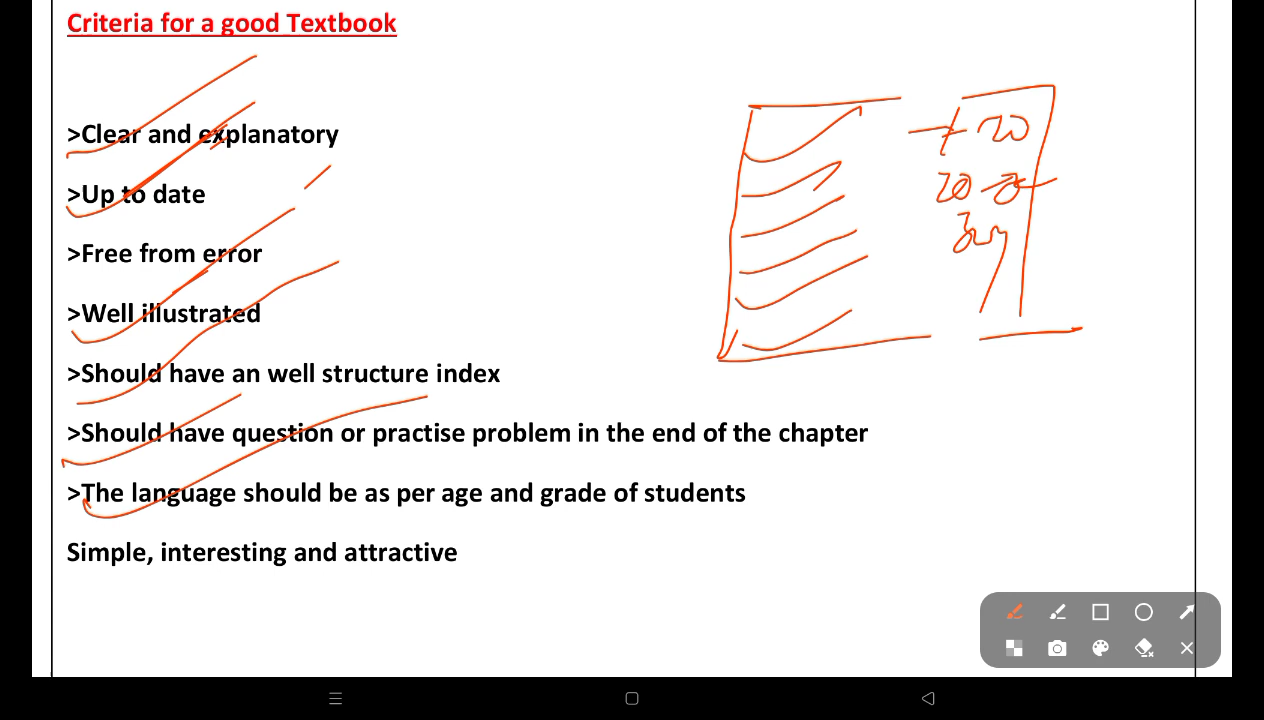 Criteria for a good Textbook
>Clear and explanatory
>Up to date
>Free from error
>Well illustrated
>Should have an well structure index
>Should have question or practise problem in the end of the chapter
>The language should be as per age and grade of students
Simple, interesting and attractive
20
20